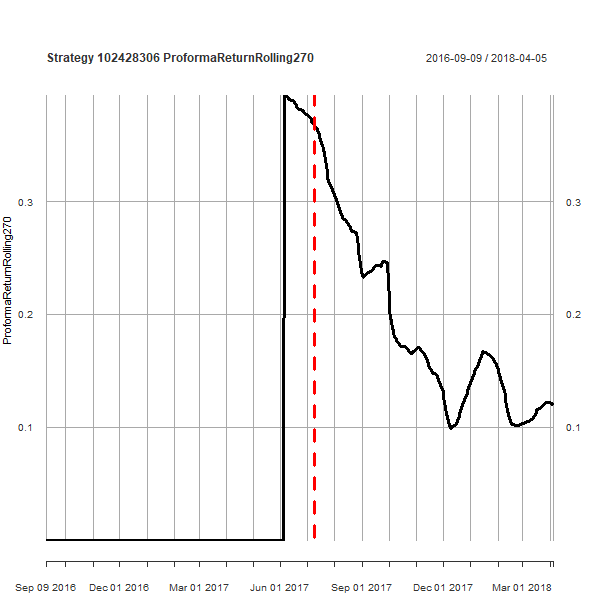 Strategy 102428306 ProformaReturnRolling270
2016-09-09 / 2018-04-05
ProformaReturnRolling270
0.3
0.3
0.2
0.2
0.1
0.1
Sep 09 2016 Dec 01 2016 Mar 01 2017 Jun 01 2017 Sep 01 2017 Dec 01 2017 Mar 01 2018